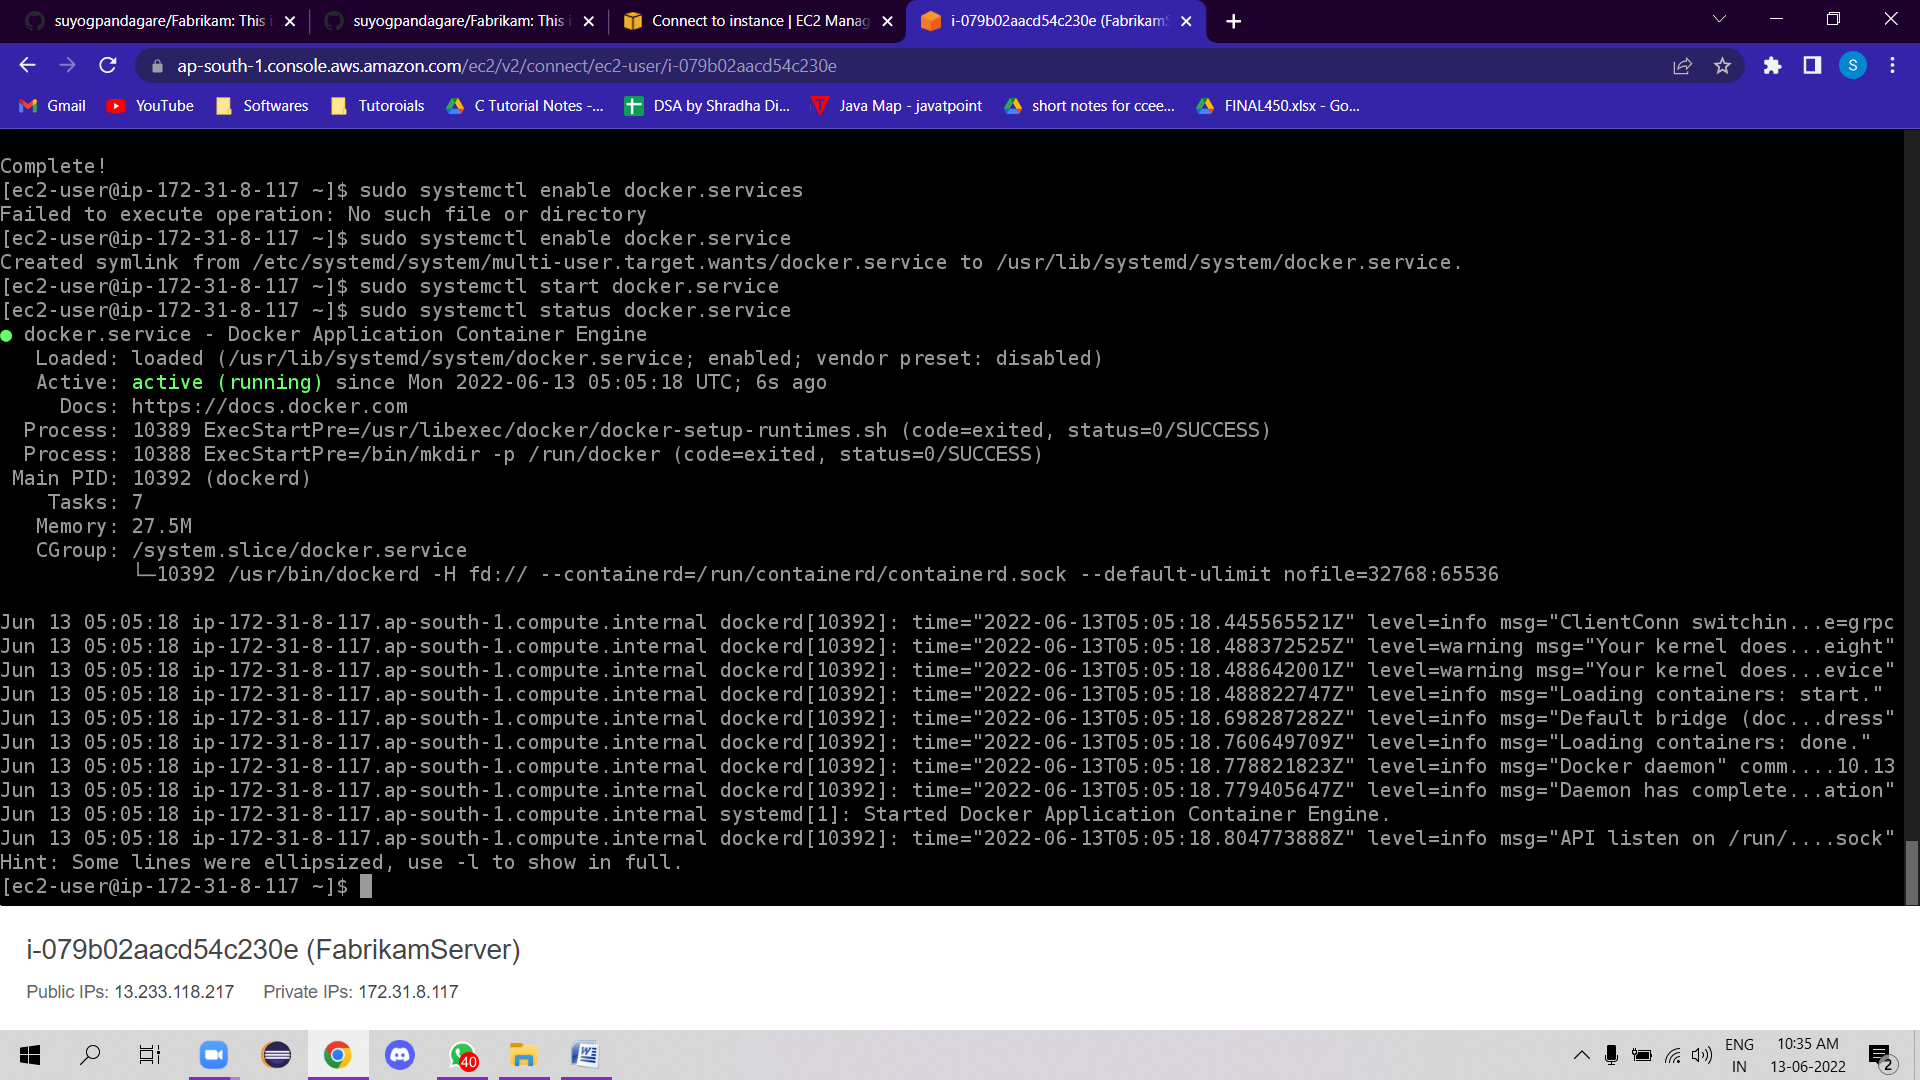 suyogpandagare/Fabrikam: This i
suyogpandagare/Fabrikam: This i
Connect to instance | EC2 Manag
i-079b02aacd54c230e (FabrikamS
ap-south-1.console.aws.amazon.com/ec2/v2/connect/ec2-user/i-079b02aacd54c230e
S
Gmail
YouTube
Softwares
Tutoroials
C Tutorial Notes -...
DSA by Shradha Di...
Java Map - javatpoint
short notes for ccee...
FINAL450.xlsx - Go...
Complete!
[ec2-user@ip-172-31-8-117 ~]$ sudo systemctl enable docker.services
Failed to execute operation: No such file or directory
[ec2-user@ip-172-31-8-117 ~]$ sudo systemctl enable docker.service
Created symlink from /etc/systemd/system/multi-user.target.wants/docker.service to /usr/lib/systemd/system/docker.service.
[ec2-user@ip-172-31-8-117 ~]$ sudo systemctl start docker.service
[ec2-user@ip-172-31-8-117 ~]$ sudo systemctl status docker.service
● docker.service - Docker Application Container Engine
Loaded: loaded (/usr/lib/systemd/system/docker.service; enabled; vendor preset: disabled)
Active: active (running) since Mon 2022-06-13 05:05:18 UTC; 6s ago
Docs: https://docs.docker.com
Process: 10389 ExecStartPre=/usr/libexec/docker/docker-setup-runtimes.sh (code=exited, status=0/SUCCESS)
Process: 10388 ExecStartPre=/bin/mkdir -p /run/docker (code=exited, status=0/SUCCESS)
Main PID: 10392 (dockerd)
Tasks: 7
Memory: 27.5M
CGroup: /system.slice/docker.service
└─10392 /usr/bin/dockerd -H fd:// --containerd=/run/containerd/containerd.sock --default-ulimit nofile=32768:65536
Jun 13 05:05:18 ip-172-31-8-117.ap-south-1.compute.internal dockerd[10392]: time="2022-06-13T05:05:18.445565521Z" level=info msg="ClientConn switchin...e=grpc
Jun 13 05:05:18 ip-172-31-8-117.ap-south-1.compute.internal dockerd[10392]: time="2022-06-13T05:05:18.488372525Z" level=warning msg="Your kernel does...eight"
Jun 13 05:05:18 ip-172-31-8-117.ap-south-1.compute.internal dockerd[10392]: time="2022-06-13T05:05:18.488642001Z" level=warning msg="Your kernel does...evice"
Jun 13 05:05:18 ip-172-31-8-117.ap-south-1.compute.internal dockerd[10392]: time="2022-06-13T05:05:18.488822747Z" level=info msg="Loading containers: start."
Jun 13 05:05:18 ip-172-31-8-117.ap-south-1.compute.internal dockerd[10392]: time="2022-06-13T05:05:18.698287282Z" level=info msg="Default bridge (doc...dress"
Jun 13 05:05:18 ip-172-31-8-117.ap-south-1.compute.internal dockerd[10392]: time="2022-06-13T05:05:18.760649709Z" level=info msg="Loading containers: done."
Jun 13 05:05:18 ip-172-31-8-117.ap-south-1.compute.internal dockerd[10392]: time="2022-06-13T05:05:18.778821823Z" level=info msg="Docker daemon" comm....10.13
Jun 13 05:05:18 ip-172-31-8-117.ap-south-1.compute.internal dockerd[10392]: time="2022-06-13T05:05:18.779405647Z" level=info msg="Daemon has complete...ation"
Jun 13 05:05:18 ip-172-31-8-117.ap-south-1.compute.internal systemd[1]: Started Docker Application Container Engine.
Jun 13 05:05:18 ip-172-31-8-117.ap-south-1.compute.internal dockerd[10392]: time="2022-06-13T05:05:18.804773888Z" level=info msg="API listen on /run/....sock"
Hint: Some lines were ellipsized, use -l to show in full.
[ec2-user@ip-172-31-8-117 ~]$
i-079b02aacd54c230e (FabrikamServer)
Public IPs: 13.233.118.217 Private IPs: 172.31.8.117
40
ENG
IN
10:35 AM
13-06-2022
2